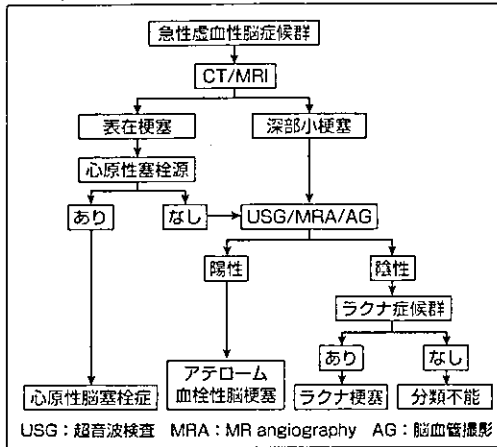 急性虚血性脳症候群
CT/MRI
表在梗塞
深部小梗塞
心原性塞栓源
あり
なし
USG/MRA/AG
陽性
陰性
ラクナ症候群
あり
なし
心原性脳塞栓症
アテローム
血栓性脳梗塞
ラクナ梗塞
分類不能
USG：超音波検査 MRA：MR angiography AG：脳血管撮影